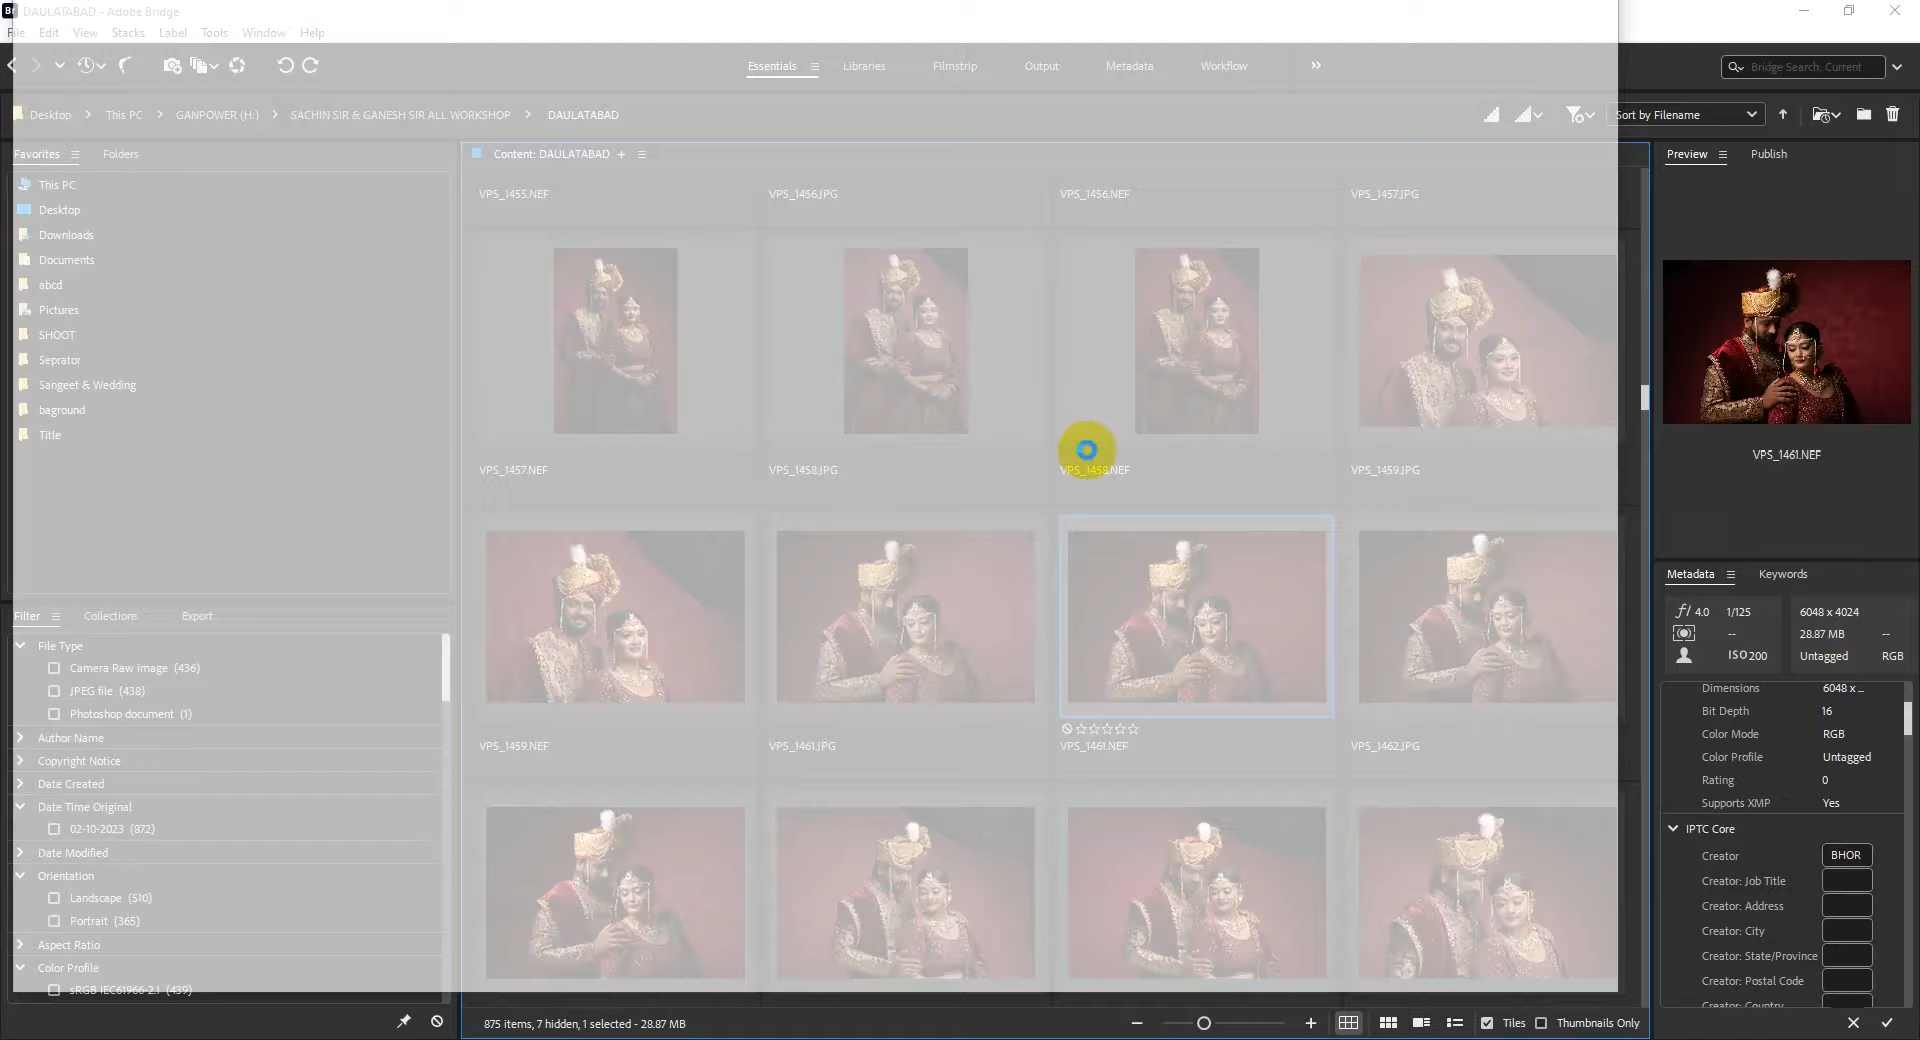 Br DAULATABAD - Adobe Bridge
File Edit View Stacks Label Tools Window Help
Essentials Libraries Filmstrip Output Metadata Workflow
Bridge Search: Current
Desktop This PC GANPOWER (H:) SACHIN SIR & GANESH SIR ALL WORKSHOP DAULATABAD
Sort by Filename
Favorites Folders
This PC
Desktop
Downloads
Documents
abcd
Pictures
SHOOT
Seprator
Sangeet & Wedding
baground
Title
Filter Collections Export
File Type
Camera Raw image (436)
JPEG file (438)
Photoshop document (1)
Author Name
Copyright Notice
Date Created
Date Time Original
02-10-2023 (872)
Date Modified
Orientation
Landscape (510)
Portrait (365)
Aspect Ratio
Color Profile
sRGB IEC61966-2.1 (439)
Content: DAULATABAD
VPS_1455.NEF VPS_1456.JPG VPS_1456.NEF VPS_1457.JPG
VPS_1457.NEF VPS_1458.JPG VPS_1458.NEF VPS_1459.JPG
VPS_1459.NEF VPS_1461.JPG VPS_1461.NEF VPS_1462.JPG
875 items, 7 hidden, 1 selected - 28.87 MB
Tiles Thumbnails Only
Preview Publish
VPS_1461.NEF
Metadata Keywords
f/ 4.0 1/125 6048 x 4024
-- 28.87 MB --
ISO 200 Untagged RGB
Dimensions 6048 x ...
Bit Depth 16
Color Mode RGB
Color Profile Untagged
Rating 0
Supports XMP Yes
IPTC Core
Creator BHOR
Creator: Job Title
Creator: Address
Creator: City
Creator: State/Province
Creator: Postal Code
Creator: Country